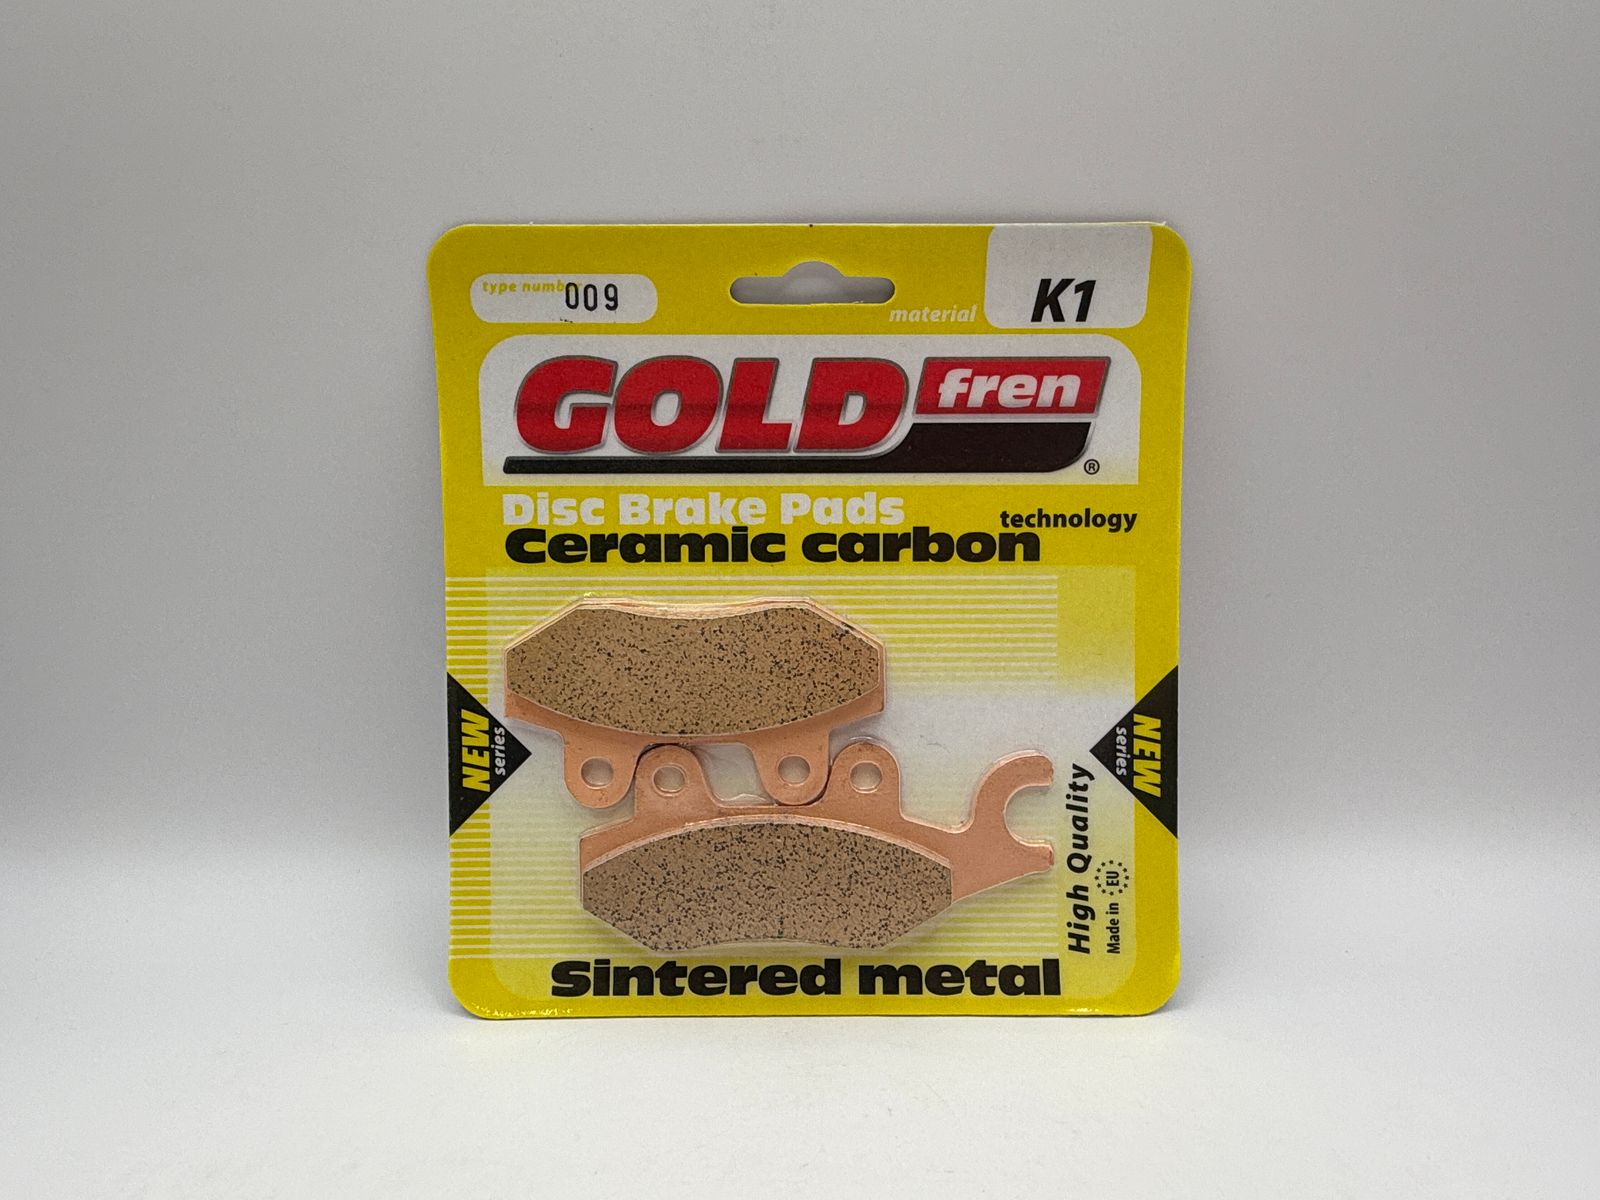 type number 009
material K1
GOLD fren
®
Disc Brake Pads
Ceramic carbon technology
NEW
series
NEW
series
High Quality
Made in EU
Sintered metal